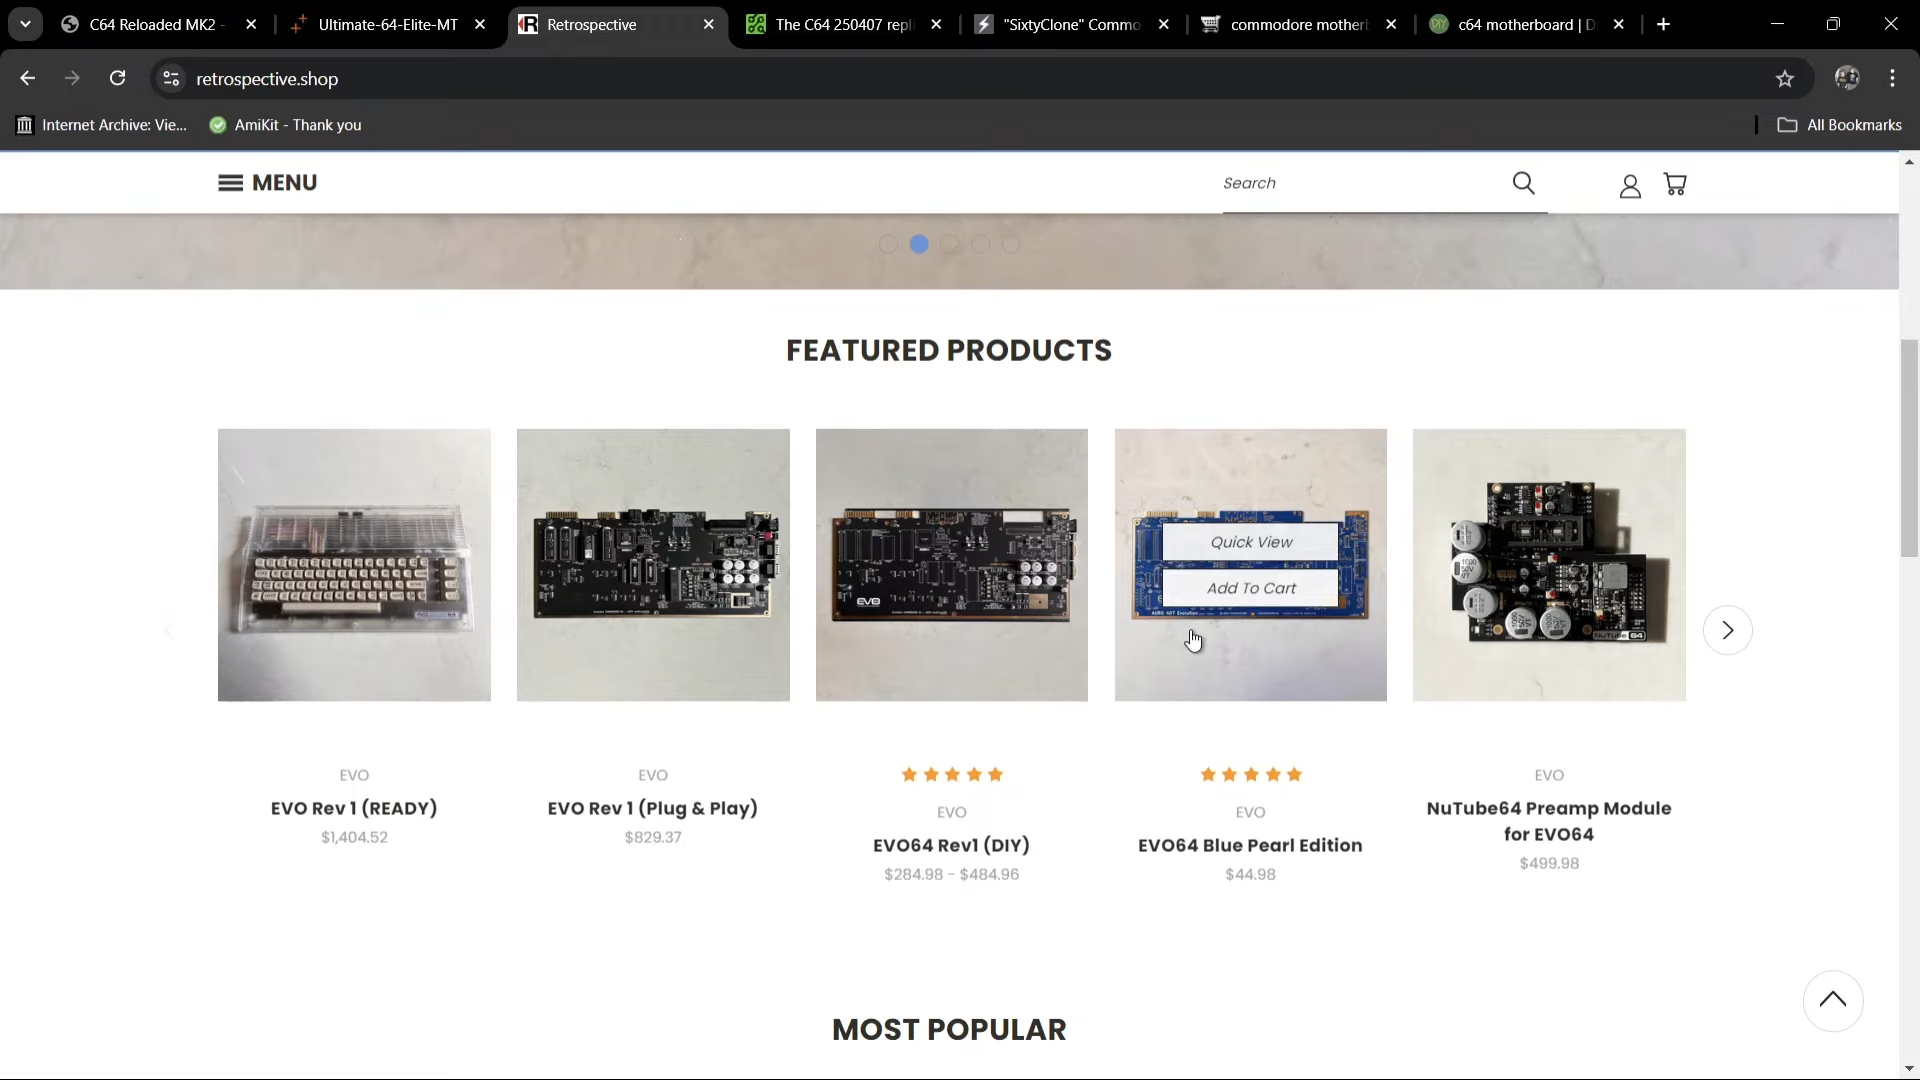 C64 Reloaded MK2 -
Ultimate-64-Elite-MT
Retrospective
The C64 250407 repli
"SixtyClone" Commo
commodore mother
c64 motherboard | D
retrospective.shop
Internet Archive: Vie...
AmiKit - Thank you
All Bookmarks
MENU
Search
FEATURED PRODUCTS
Quick View
Add To Cart
EVO
EVO Rev 1 (READY)
$1,404.52
EVO
EVO Rev 1 (Plug & Play)
$829.37
EVO
EVO64 Rev1 (DIY)
$284.98 - $484.96
EVO
EVO64 Blue Pearl Edition
$44.98
EVO
NuTube64 Preamp Module
for EVO64
$499.98
MOST POPULAR